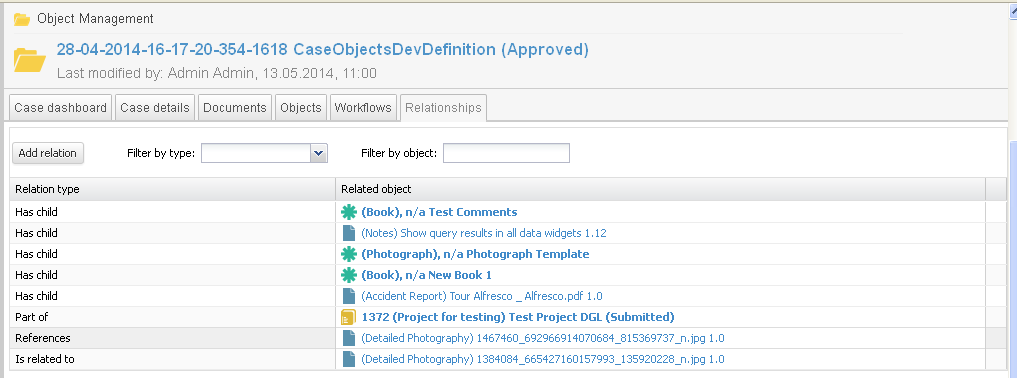 Object Management
28-04-2014-16-17-20-354-1618 CaseObjectsDevDefinition (Approved)
Last modified by: Admin Admin, 13.05.2014, 11:00
Case dashboard Case details Documents Objects Workflows Relationships
Add relation Filter by type: Filter by object:
Relation type Related object
Has child (Book), n/a Test Comments
Has child (Notes) Show query results in all data widgets 1.12
Has child (Photograph), n/a Photograph Template
Has child (Book), n/a New Book 1
Has child (Accident Report) Tour Alfresco _ Alfresco.pdf 1.0
Part of 1372 (Project for testing) Test Project DGL (Submitted)
References (Detailed Photography) 1467460_692966914070684_815369737_n.jpg 1.0
Is related to (Detailed Photography) 1384084_665427160157993_135920228_n.jpg 1.0